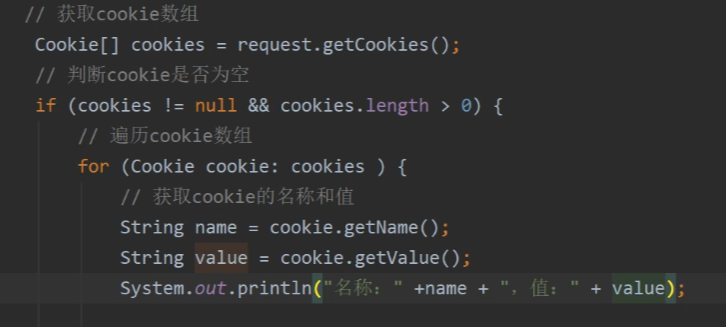 // 获取cookie数组
Cookie[] cookies = request.getCookies();
// 判断cookie是否为空
if (cookies != null && cookies.length > 0) {
// 遍历cookie数组
for (Cookie cookie: cookies ) {
// 获取cookie的名称和值
String name = cookie.getName();
String value = cookie.getValue();
System.out.println("名称：" +name + "，值：" + value);